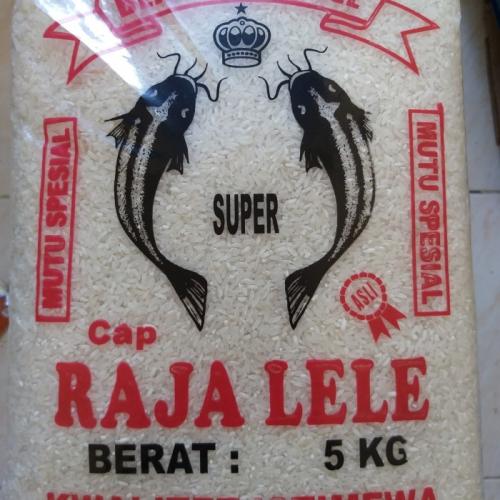 MUTU SPESIAL
SUPER
MUTU SPESIAL
ASLI
Cap
RAJA LELE
BERAT : 5 KG